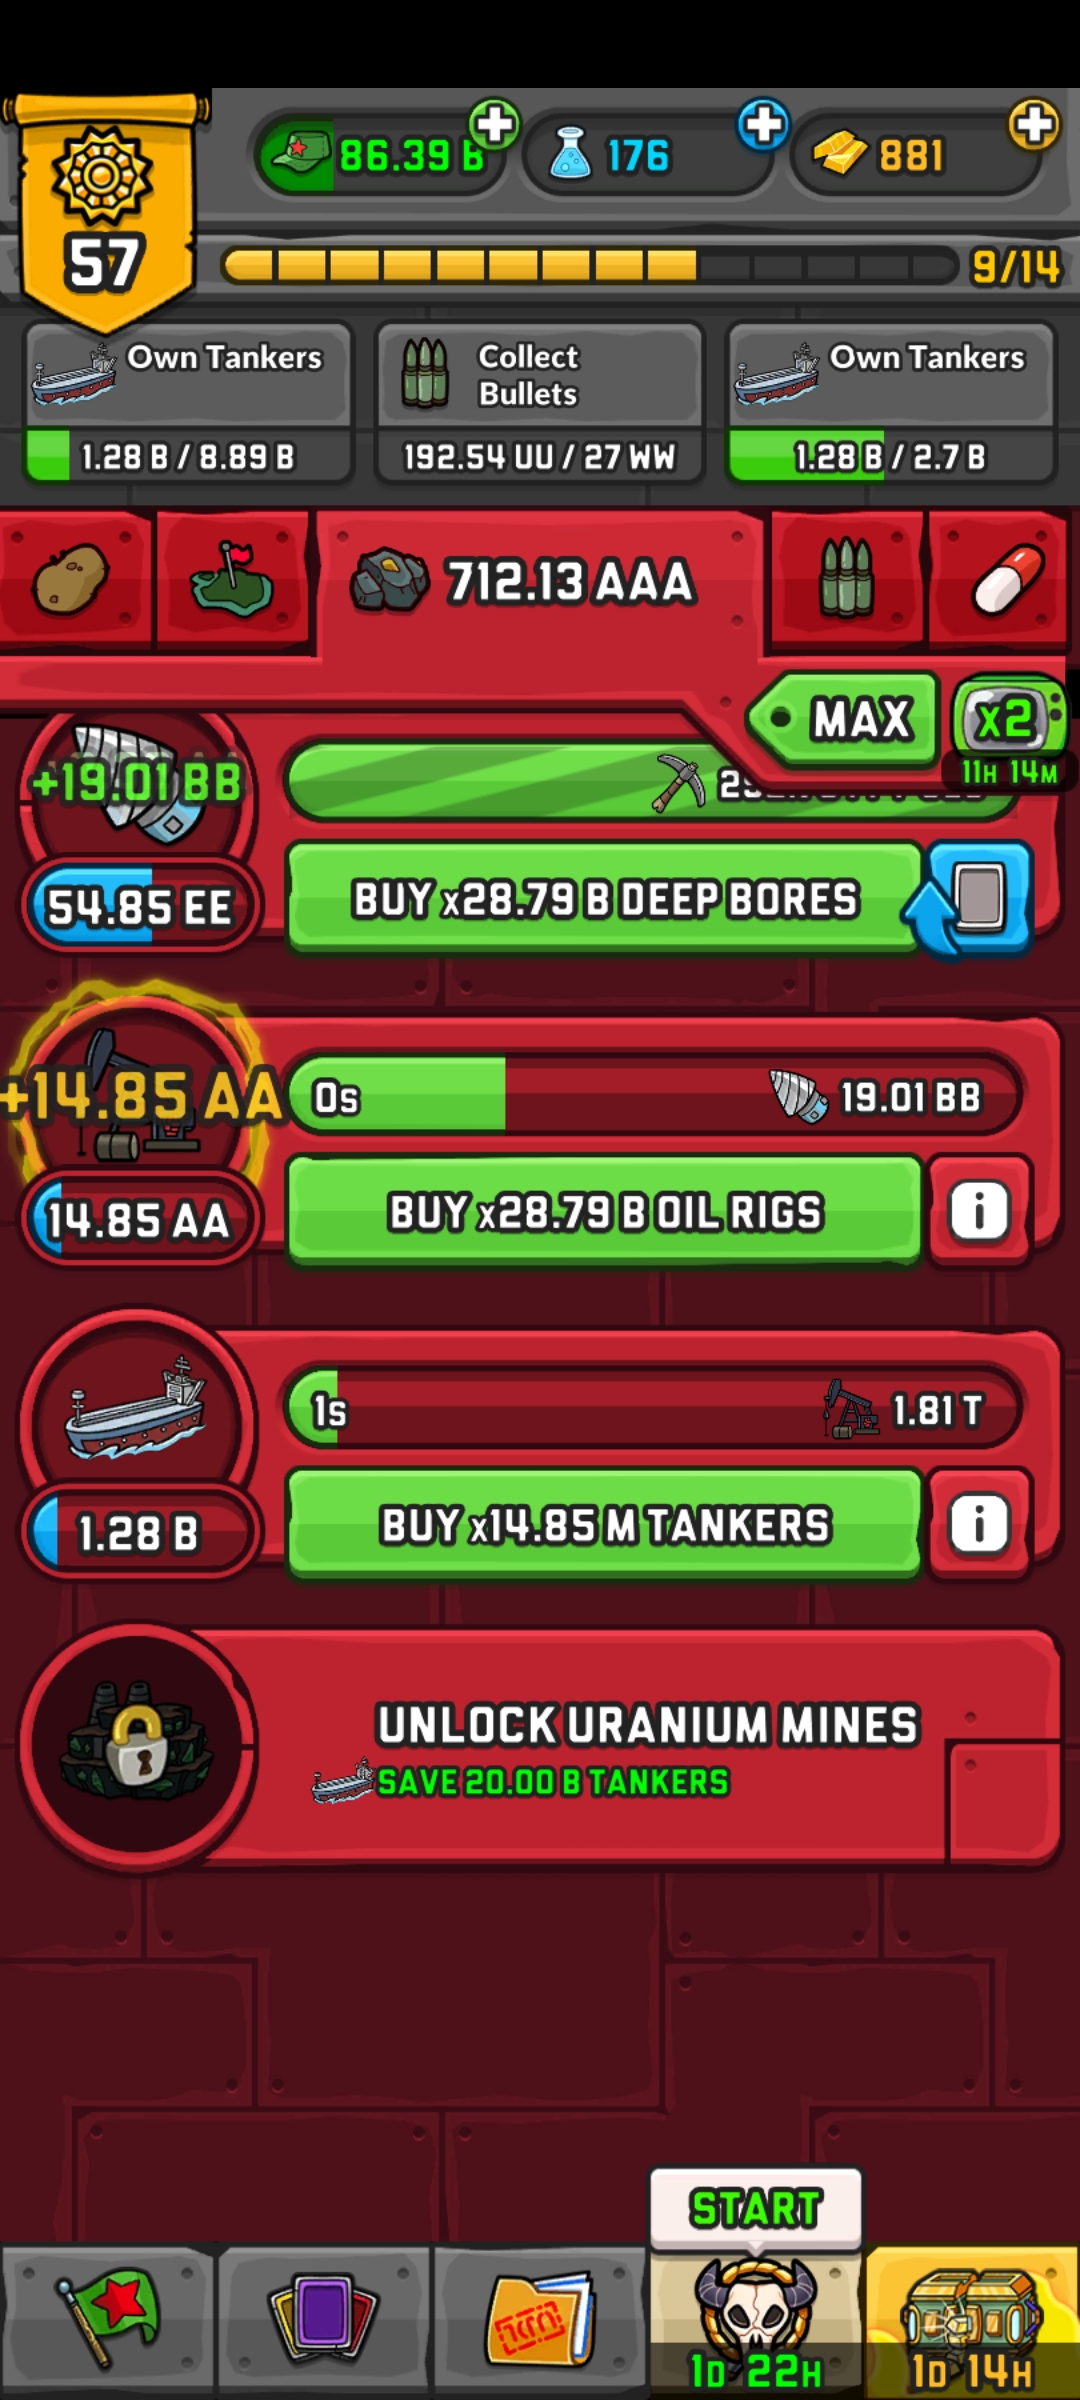 86.39 B
176
881
57
9/14
Own Tankers
1.28 B / 8.89 B
Collect
Bullets
192.54 UU / 27 WW
Own Tankers
1.28 B / 2.7 B
712.13 AAA
MAX
x2
11H 14M
+19.01 BB
54.85 EE
BUY x28.79 B DEEP BORES
+14.85 AA
0s
19.01 BB
14.85 AA
BUY x28.79 B OIL RIGS
i
1s
1.81 T
1.28 B
BUY x14.85 M TANKERS
i
UNLOCK URANIUM MINES
SAVE 20.00 B TANKERS
START
1D 22H
1D 14H